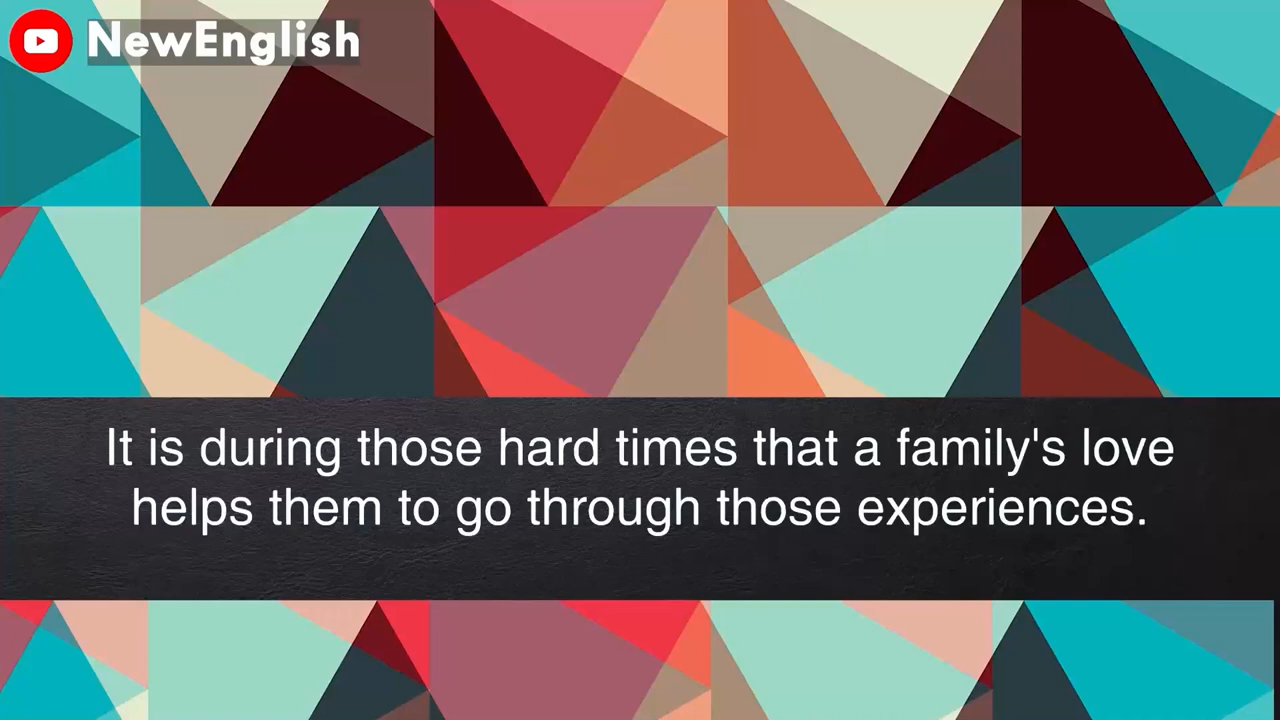 NewEnglish
It is during those hard times that a family's love
helps them to go through those experiences.